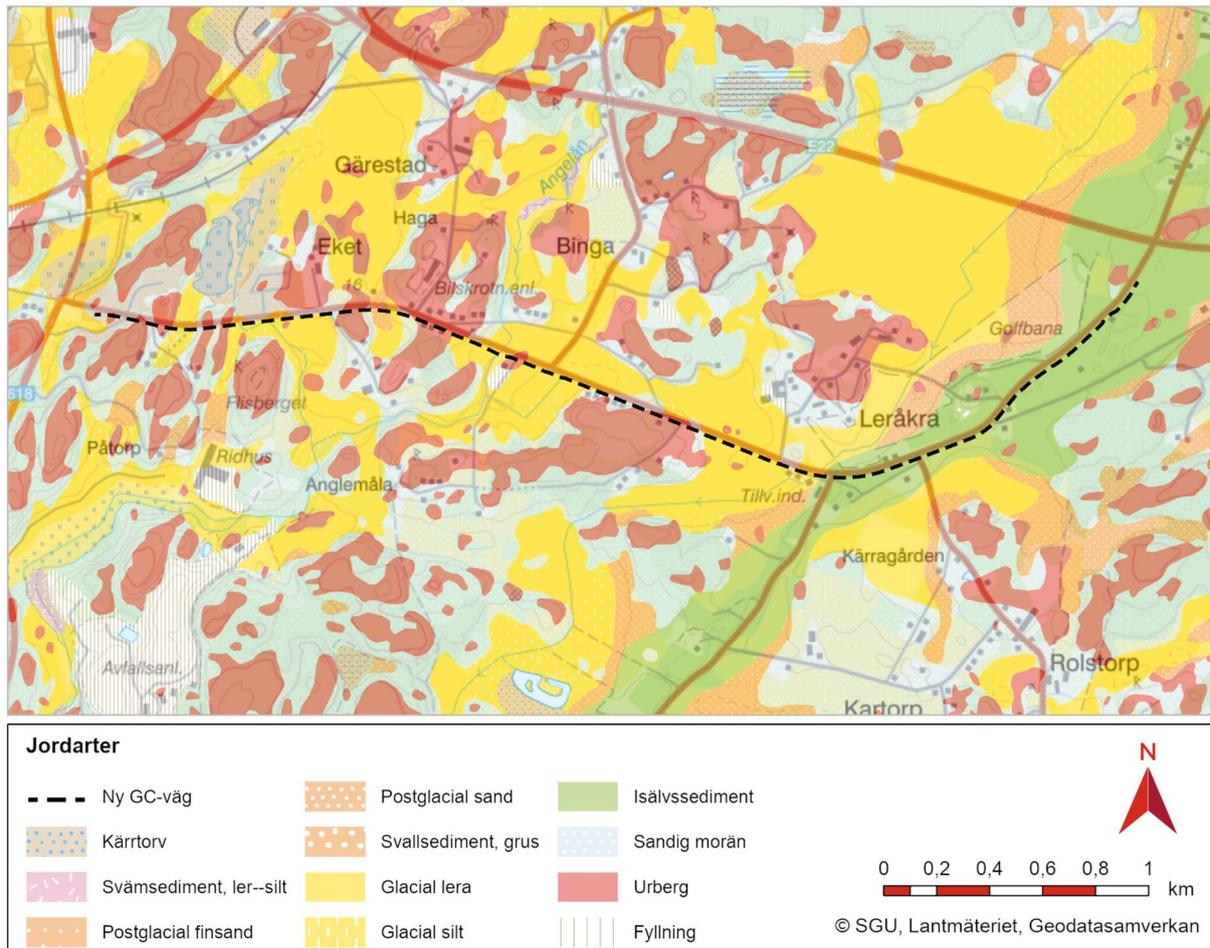 E22
Gärestad
Angelån
Haga
Eket
Binga
16
Bilskrotn.anl.
Golfbana
618
Flisberget
Leråkra
Påtorp
Ridhus
Anglemåla
Tillv.ind.
Kärragården
Avfallsanl.
Rolstorp
Kartorp
Jordarter
Ny GC-väg
Kärrtorv
Svämsediment, ler--silt
Postglacial finsand
Postglacial sand
Svallsediment, grus
Glacial lera
Glacial silt
Isälvssediment
Sandig morän
Urberg
Fyllning
N
0 0,2 0,4 0,6 0,8 1
km
© SGU, Lantmäteriet, Geodatasamverkan